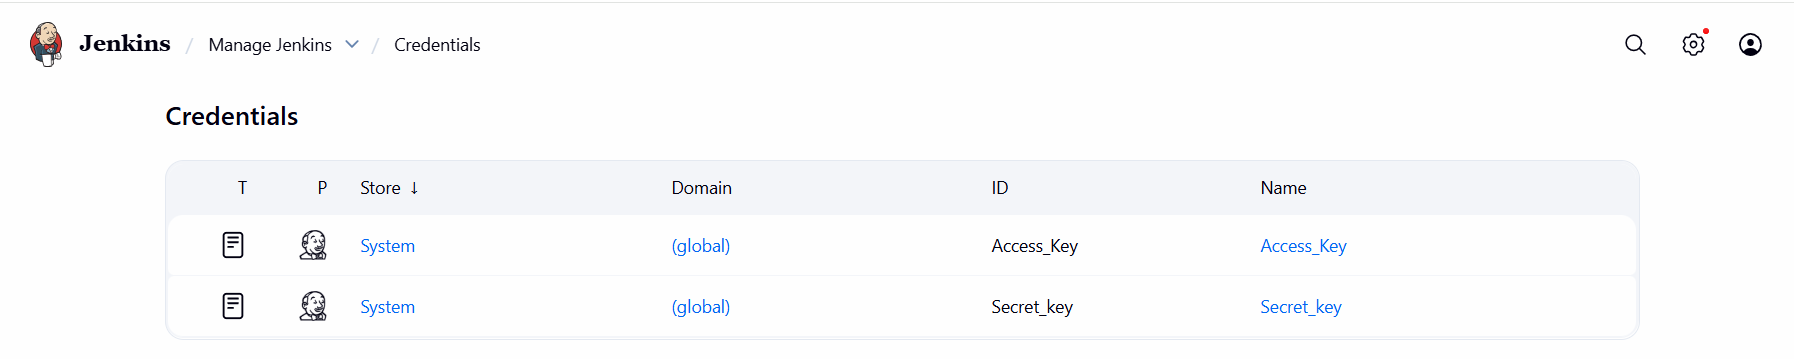 Jenkins / Manage Jenkins / Credentials
Credentials
T P Store ↓ Domain ID Name
System (global) Access_Key Access_Key
System (global) Secret_key Secret_key